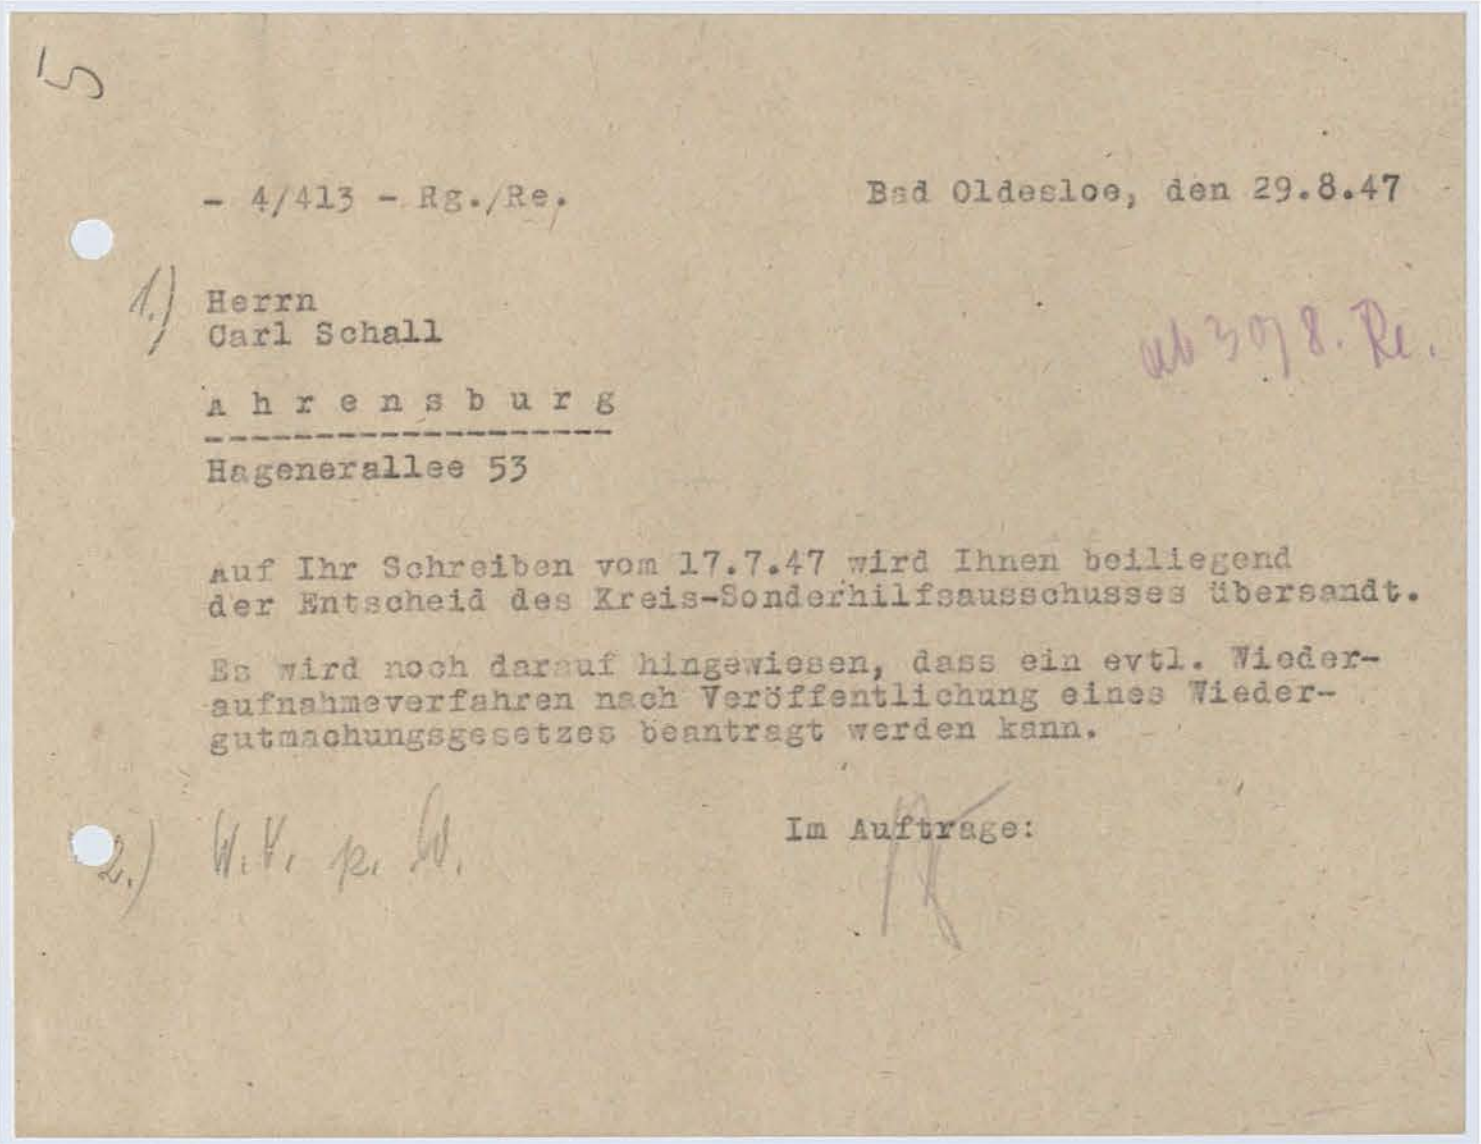 5
- 4/413 - Rg./Re.
Bad Oldesloe, den 29.8.47
1.) Herrn
Carl Schall
ab 30/8. Re.
A h r e n s b u r g
-------------------
Hagenerallee 53
Auf Ihr Schreiben vom 17.7.47 wird Ihnen beiliegend
der Entscheid des Kreis-Sonderhilfsausschusses übersandt.
Es wird noch darauf hingewiesen, dass ein evtl. Wieder-
aufnahmeverfahren nach Veröffentlichung eines Wieder-
gutmachungsgesetzes beantragt werden kann.
Im Auftrage:
2.) W.V. p. W.